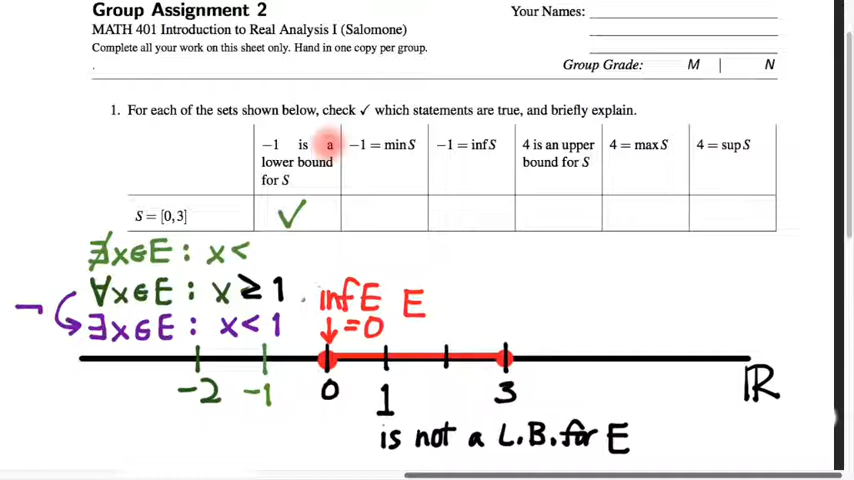 Group Assignment 2
Your Names:
MATH 401 Introduction to Real Analysis I (Salomone)
Complete all your work on this sheet only. Hand in one copy per group.
Group Grade: M | N
1. For each of the sets shown below, check ✓ which statements are true, and briefly explain.
−1 is a lower bound for S
−1 = min S
−1 = inf S
4 is an upper bound for S
4 = max S
4 = sup S
S = [0,3]
✓
∄x∈E : x <
∀x∈E : x ≥ 1
¬
∃x∈E : x < 1
inf E
↓ = 0
E
−2 −1 0 1 3
ℝ
is not a L.B. for E